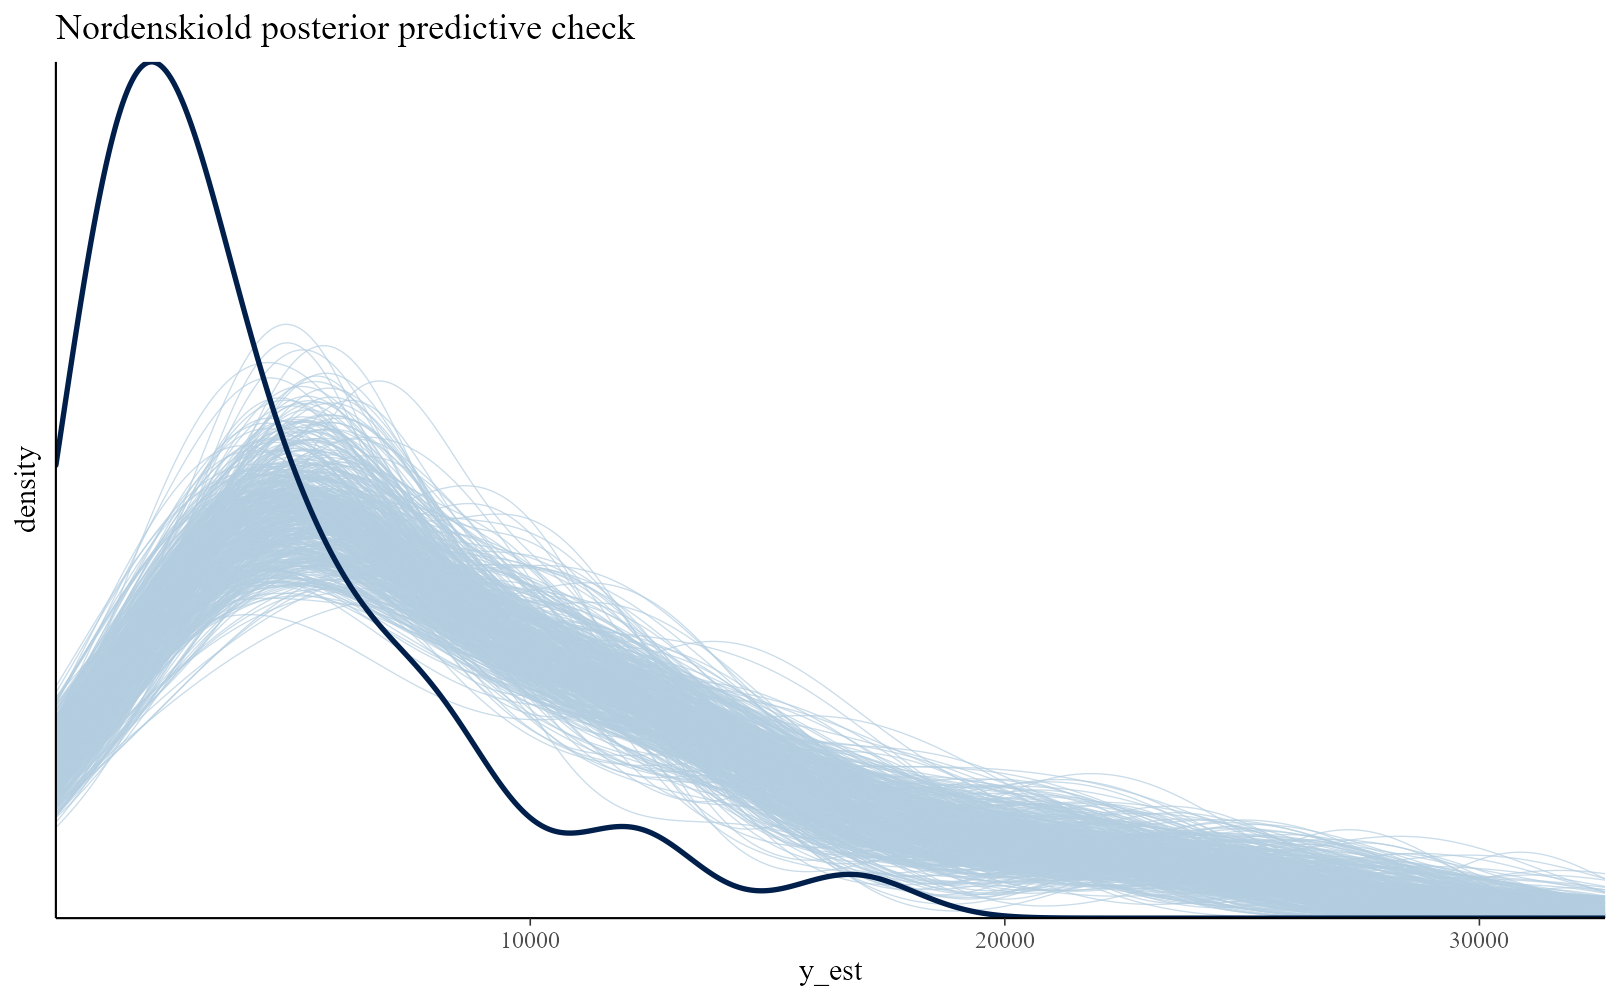 Nordenskiold posterior predictive check
density
10000
20000
30000
y_est